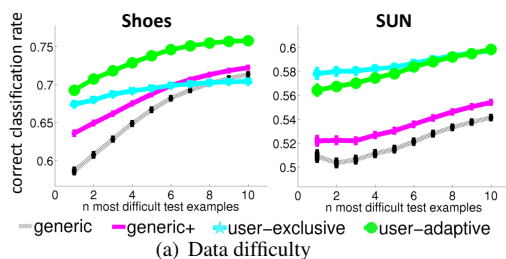 Shoes
SUN
correct classification rate
0.75
0.7
0.65
0.6
0 2 4 6 8 10
n most difficult test examples
0.6
0.58
0.56
0.54
0.52
0.5
0 2 4 6 8 10
n most difficult test examples
generic generic+ user-exclusive user-adaptive
(a) Data difficulty